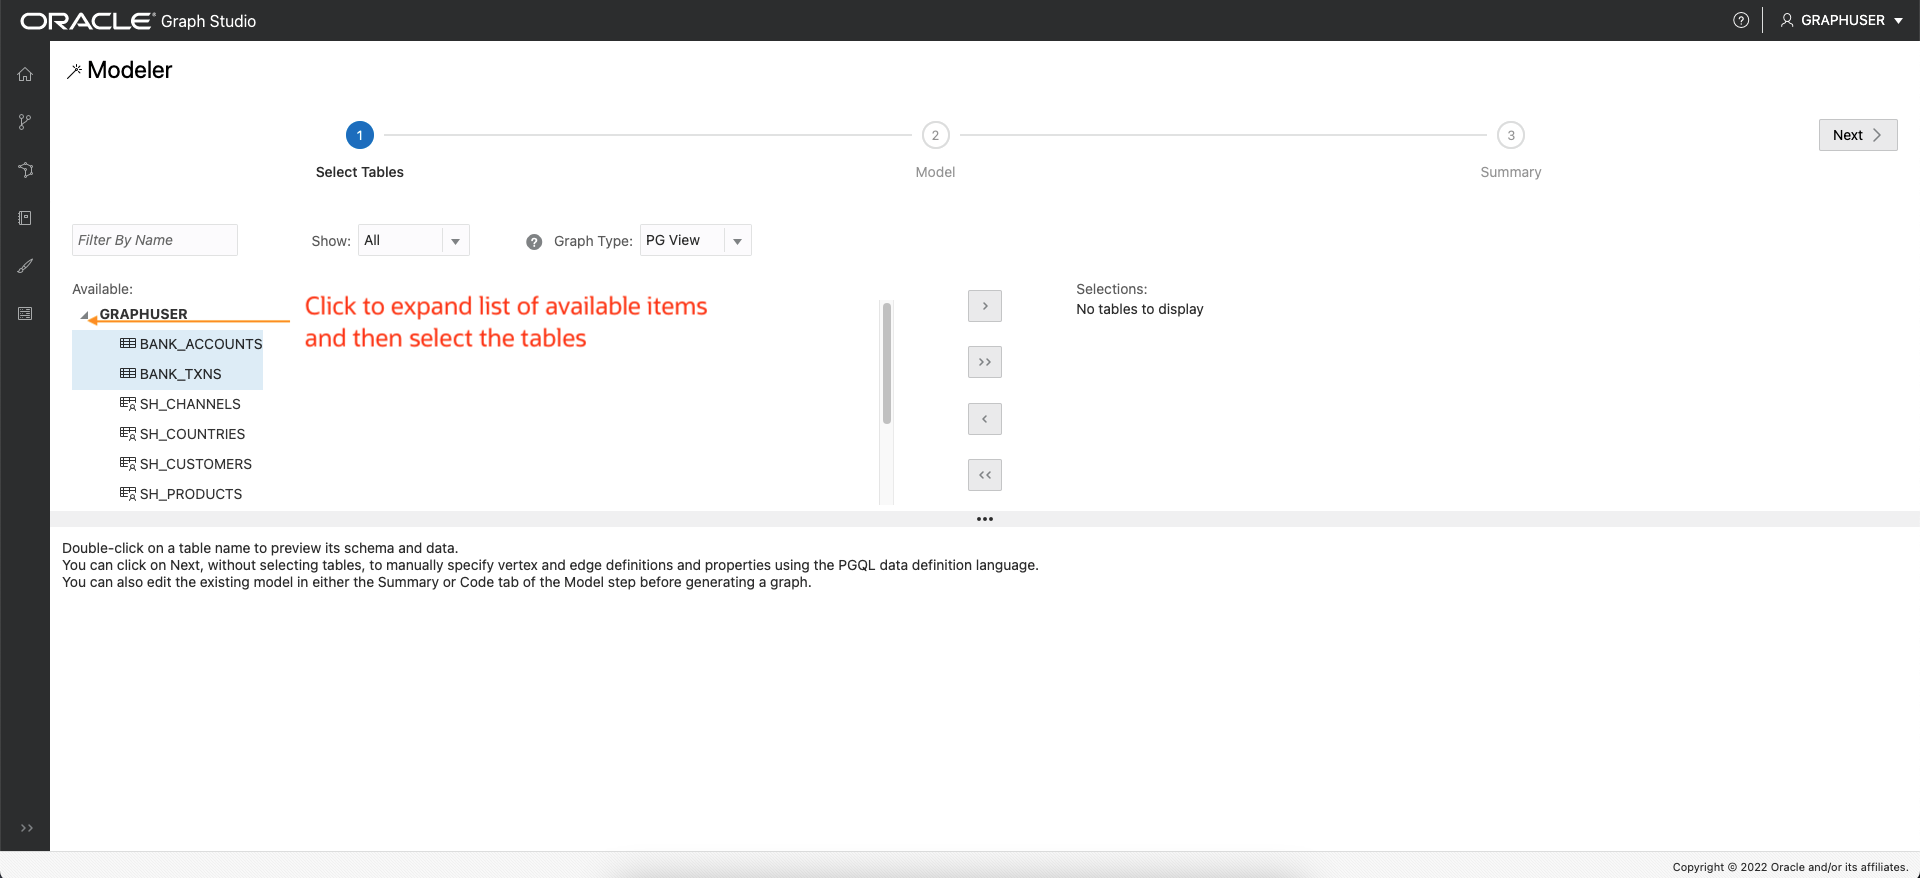 ORACLE Graph Studio
? GRAPHUSER
Modeler
1 2 3
Next
Select Tables Model Summary
Filter By Name Show: All ? Graph Type: PG View
Available:
GRAPHUSER
BANK_ACCOUNTS
BANK_TXNS
SH_CHANNELS
SH_COUNTRIES
SH_CUSTOMERS
SH_PRODUCTS
Click to expand list of available items
and then select the tables
>
>>
<
<<
Selections:
No tables to display
•••
Double-click on a table name to preview its schema and data.
You can click on Next, without selecting tables, to manually specify vertex and edge definitions and properties using the PGQL data definition language.
You can also edit the existing model in either the Summary or Code tab of the Model step before generating a graph.
>>
Copyright © 2022 Oracle and/or its affiliates.